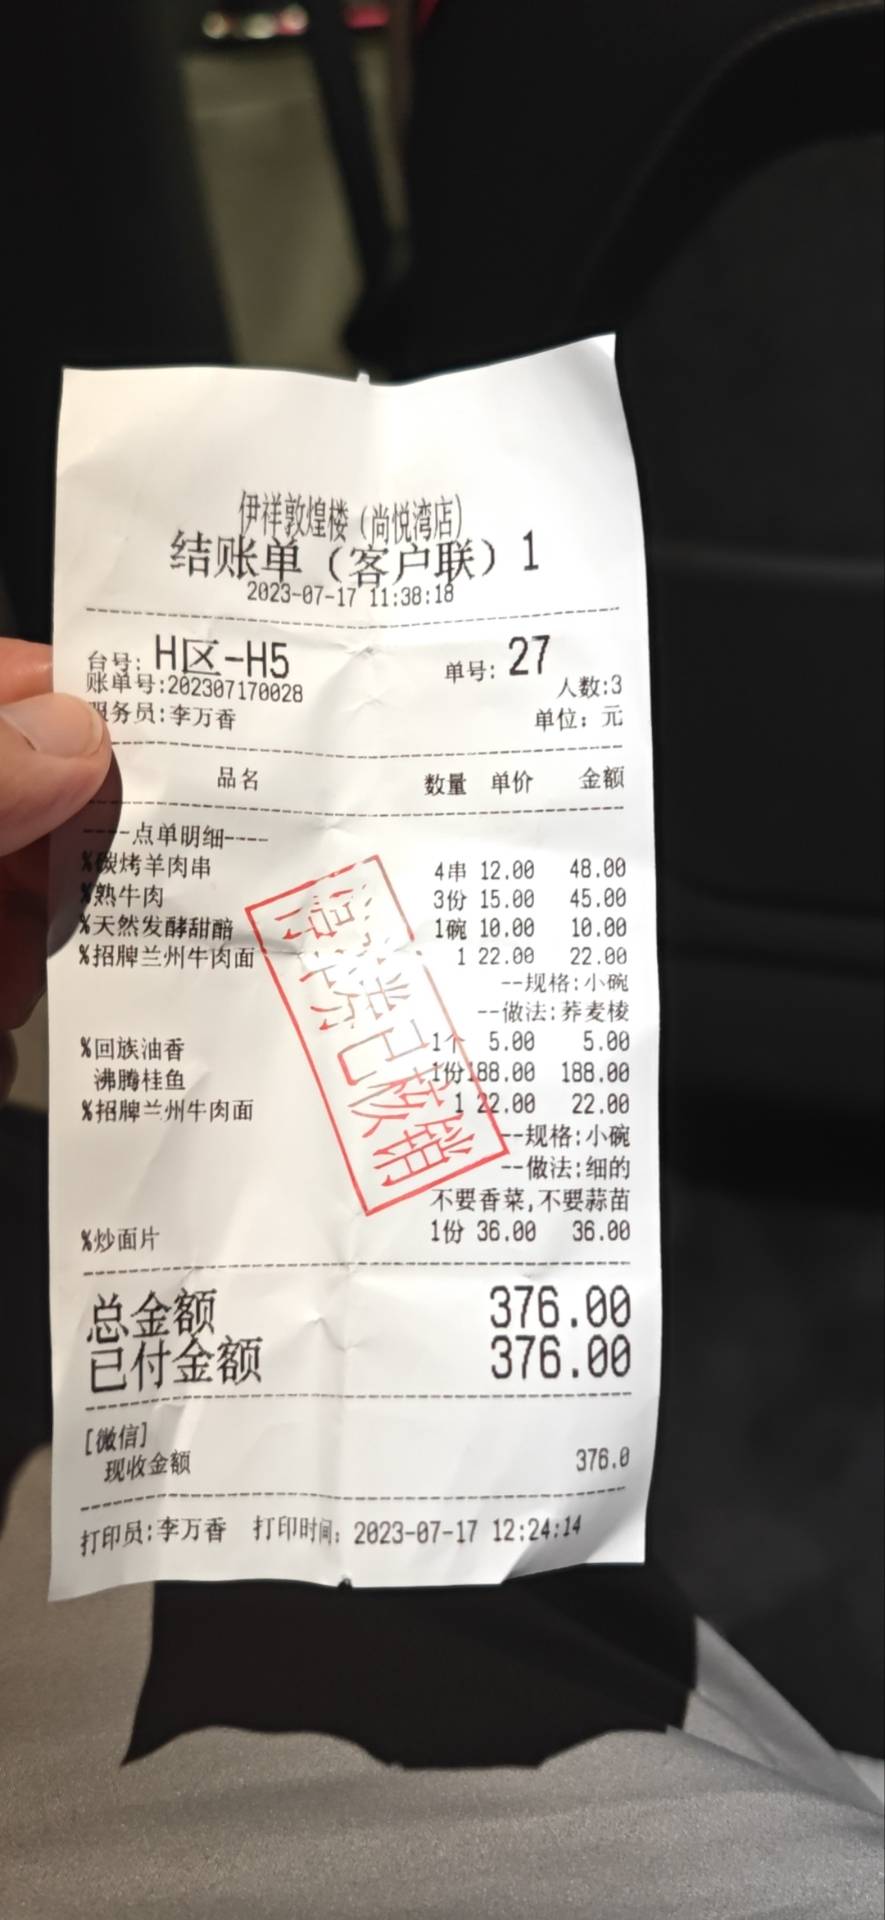 伊祥敦煌楼（尚悦湾店）
结账单（客户联）1
2023-07-17 11:38:18
台号: H区-H5 单号: 27
账单号:202307170028 人数:3
服务员:李万香 单位: 元
品名 数量 单价 金额
----点单明细----
%碳烤羊肉串 4串 12.00 48.00
%熟牛肉 3份 15.00 45.00
%天然发酵甜醅 1碗 10.00 10.00
%招牌兰州牛肉面 1 22.00 22.00
--规格:小碗
--做法:荞麦棱
%回族油香 1个 5.00 5.00
沸腾桂鱼 1份188.00 188.00
%招牌兰州牛肉面 1 22.00 22.00
--规格:小碗
--做法:细的
不要香菜,不要蒜苗
%炒面片 1份 36.00 36.00
总金额 376.00
已付金额 376.00
[微信]
现收金额 376.0
打印员:李万香 打印时间: 2023-07-17 12:24:14
停车券已核销